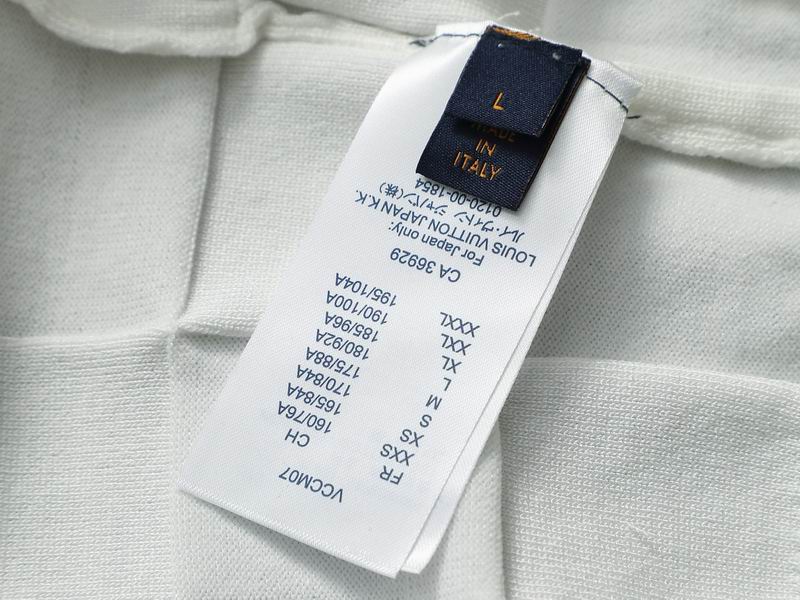 L
MADE
IN
ITALY
VCCM07
FR CH
XXS 160/76A
XS 165/84A
S 170/84A
M 175/88A
L 180/92A
XL 185/96A
XXL 190/100A
XXXL 195/104A
CA 36929
For Japan only:
LOUIS VUITTON JAPAN K.K.
ルイ・ヴィトン ジャパン(株)
0120-00-1854